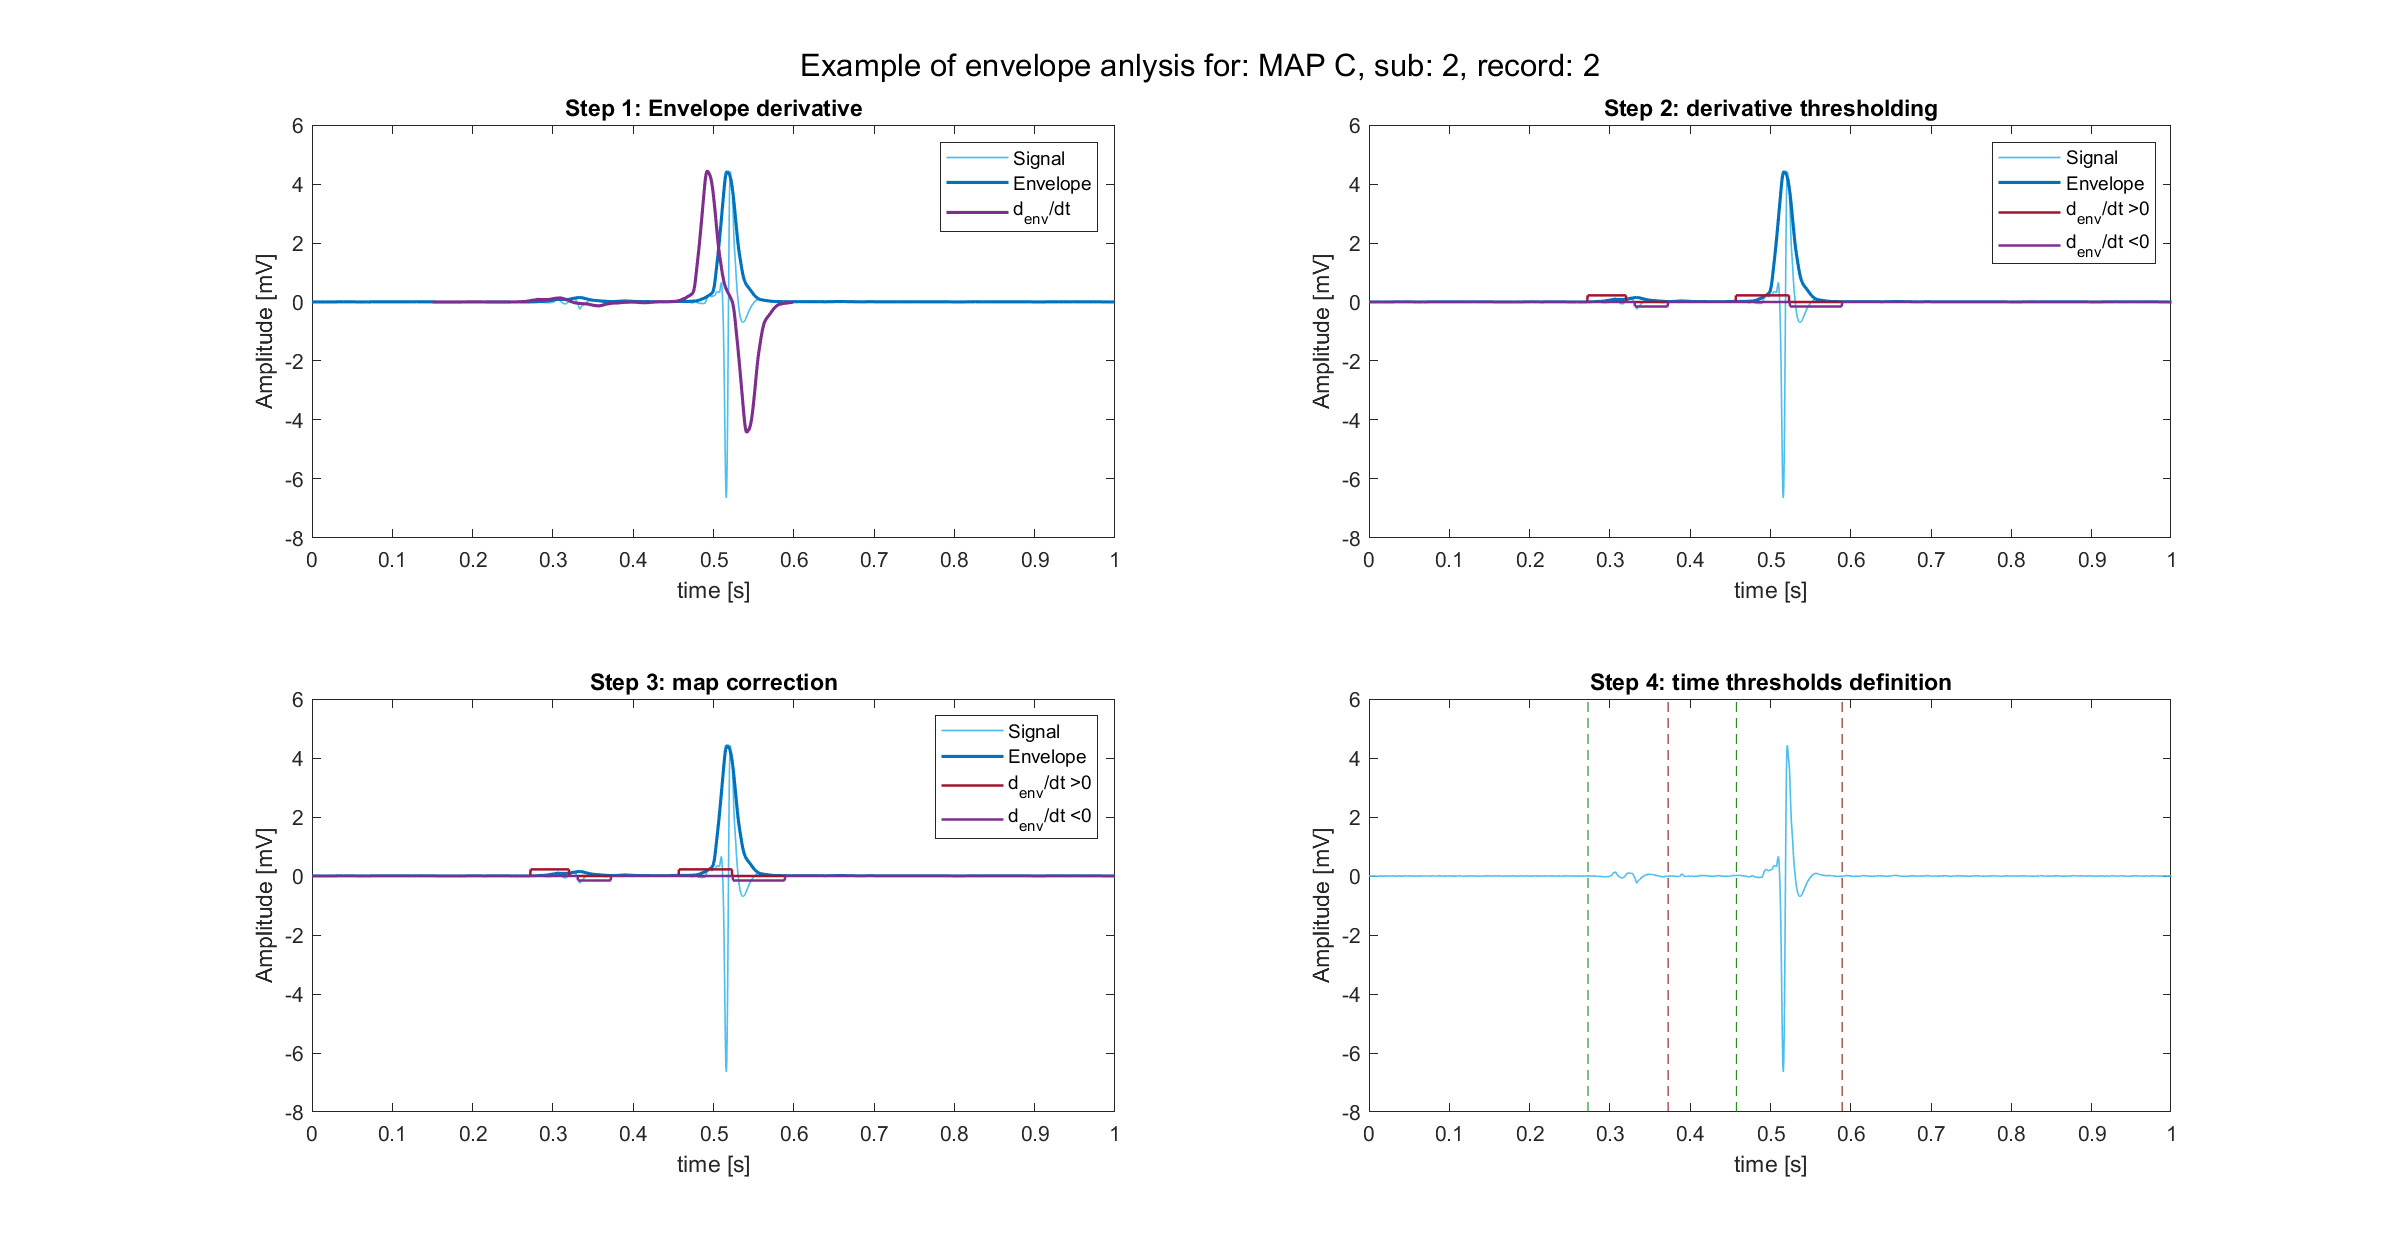 Example of envelope anlysis for: MAP C, sub: 2, record: 2
Step 1: Envelope derivative
6
4
2
0
-2
-4
-6
-8
Amplitude [mV]
0 0.1 0.2 0.3 0.4 0.5 0.6 0.7 0.8 0.9 1
time [s]
Signal
Envelope
d_env/dt
Step 2: derivative thresholding
6
4
2
0
-2
-4
-6
-8
Amplitude [mV]
0 0.1 0.2 0.3 0.4 0.5 0.6 0.7 0.8 0.9 1
time [s]
Signal
Envelope
d_env/dt >0
d_env/dt <0
Step 3: map correction
6
4
2
0
-2
-4
-6
-8
Amplitude [mV]
0 0.1 0.2 0.3 0.4 0.5 0.6 0.7 0.8 0.9 1
time [s]
Signal
Envelope
d_env/dt >0
d_env/dt <0
Step 4: time thresholds definition
6
4
2
0
-2
-4
-6
-8
Amplitude [mV]
0 0.1 0.2 0.3 0.4 0.5 0.6 0.7 0.8 0.9 1
time [s]